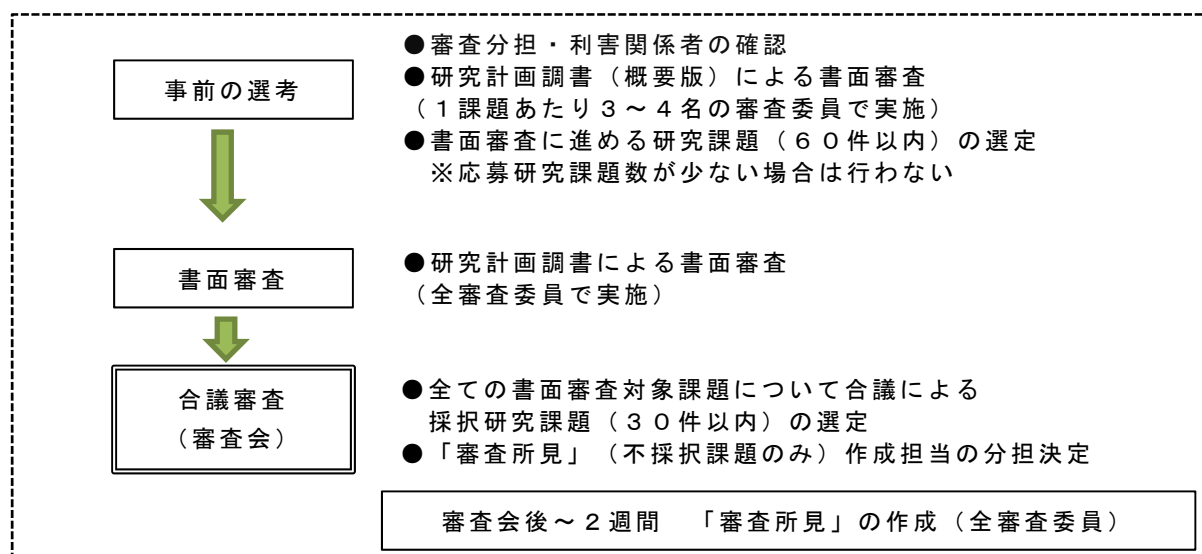 事前の選考
●審査分担・利害関係者の確認
●研究計画調書（概要版）による書面審査
（１課題あたり３～４名の審査委員で実施）
●書面審査に進める研究課題（６０件以内）の選定
※応募研究課題数が少ない場合は行わない
書面審査
●研究計画調書による書面審査
（全審査委員で実施）
合議審査
（審査会）
●全ての書面審査対象課題について合議による
採択研究課題（３０件以内）の選定
●「審査所見」（不採択課題のみ）作成担当の分担決定
審査会後～２週間　「審査所見」の作成（全審査委員）